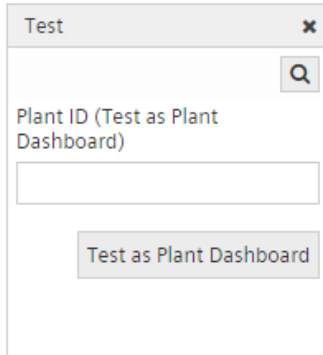 Test
Plant ID (Test as Plant
Dashboard)
Test as Plant Dashboard